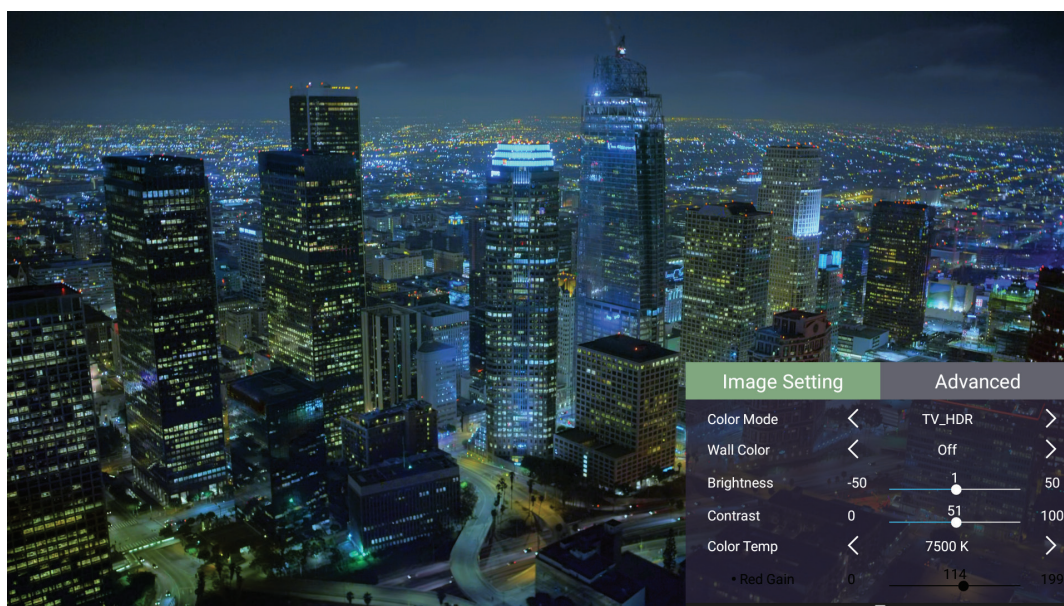 Image Setting Advanced
Color Mode TV_HDR
Wall Color Off
Brightness -50 1 50
Contrast 0 51 100
Color Temp 7500 K
• Red Gain 0 114 199